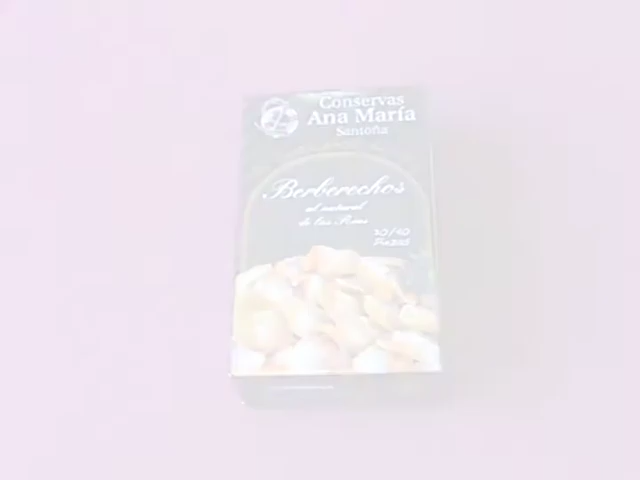 Conservas
Ana María
Santoña
Berberechos
al natural
de las Rías
30/40
Piezas